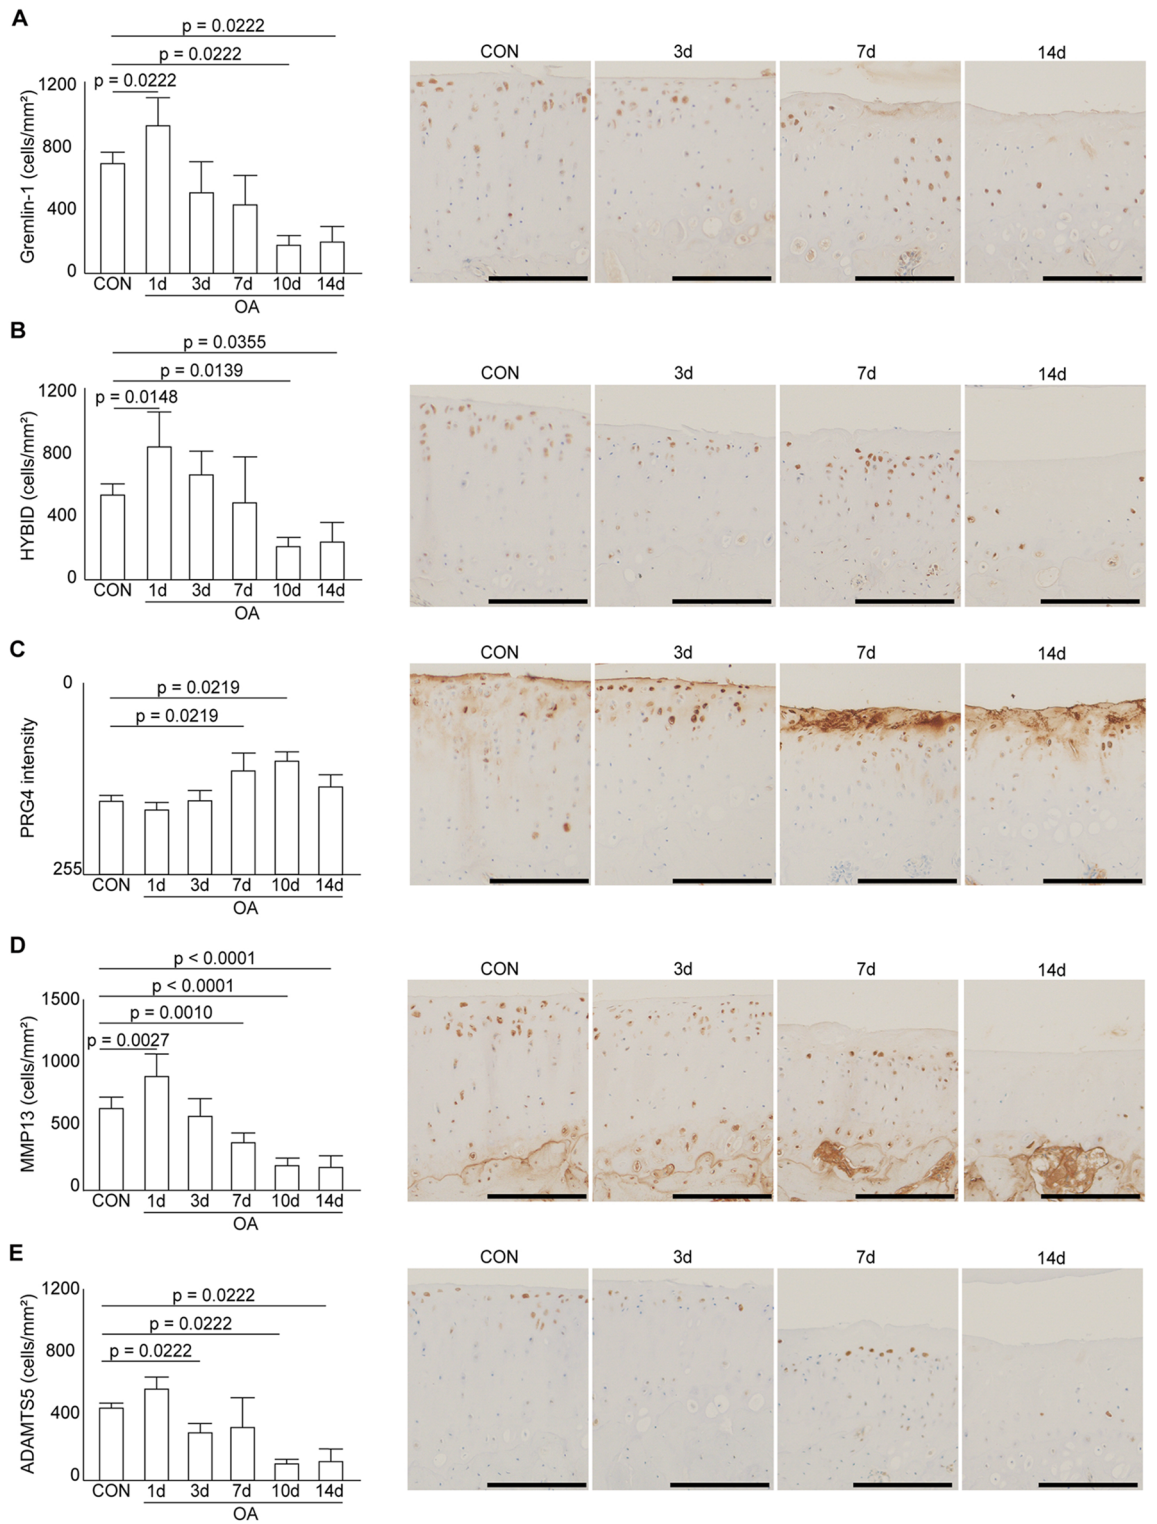 A
p = 0.0222
p = 0.0222
p = 0.0222
Gremlin-1 (cells/mm²)
1200
800
400
0
CON 1d 3d 7d 10d 14d
OA
CON 3d 7d 14d
B
p = 0.0355
p = 0.0139
p = 0.0148
HYBID (cells/mm²)
1200
800
400
0
CON 1d 3d 7d 10d 14d
OA
CON 3d 7d 14d
C
p = 0.0219
p = 0.0219
PRG4 intensity
0
255
CON 1d 3d 7d 10d 14d
OA
CON 3d 7d 14d
D
p < 0.0001
p < 0.0001
p = 0.0010
p = 0.0027
MMP13 (cells/mm²)
1500
1000
500
0
CON 1d 3d 7d 10d 14d
OA
CON 3d 7d 14d
E
p = 0.0222
p = 0.0222
p = 0.0222
ADAMTS5 (cells/mm²)
1200
800
400
0
CON 1d 3d 7d 10d 14d
OA
CON 3d 7d 14d